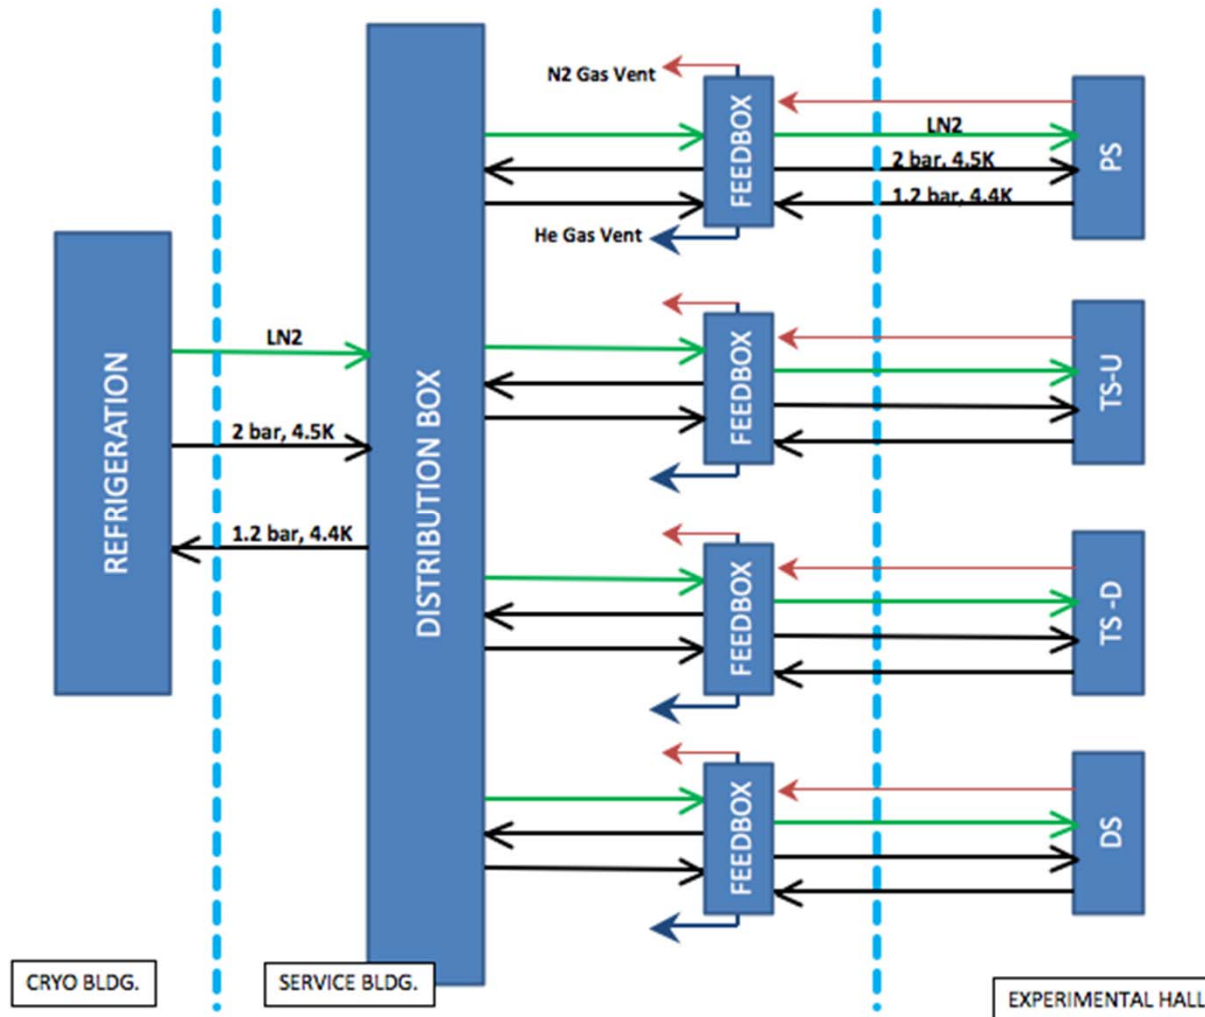 N2 Gas Vent
FEEDBOX
LN2
2 bar, 4.5K
1.2 bar, 4.4K
PS
He Gas Vent
REFRIGERATION
LN2
2 bar, 4.5K
1.2 bar, 4.4K
DISTRIBUTION BOX
FEEDBOX
TS-U
FEEDBOX
TS -D
FEEDBOX
DS
CRYO BLDG.
SERVICE BLDG.
EXPERIMENTAL HALL